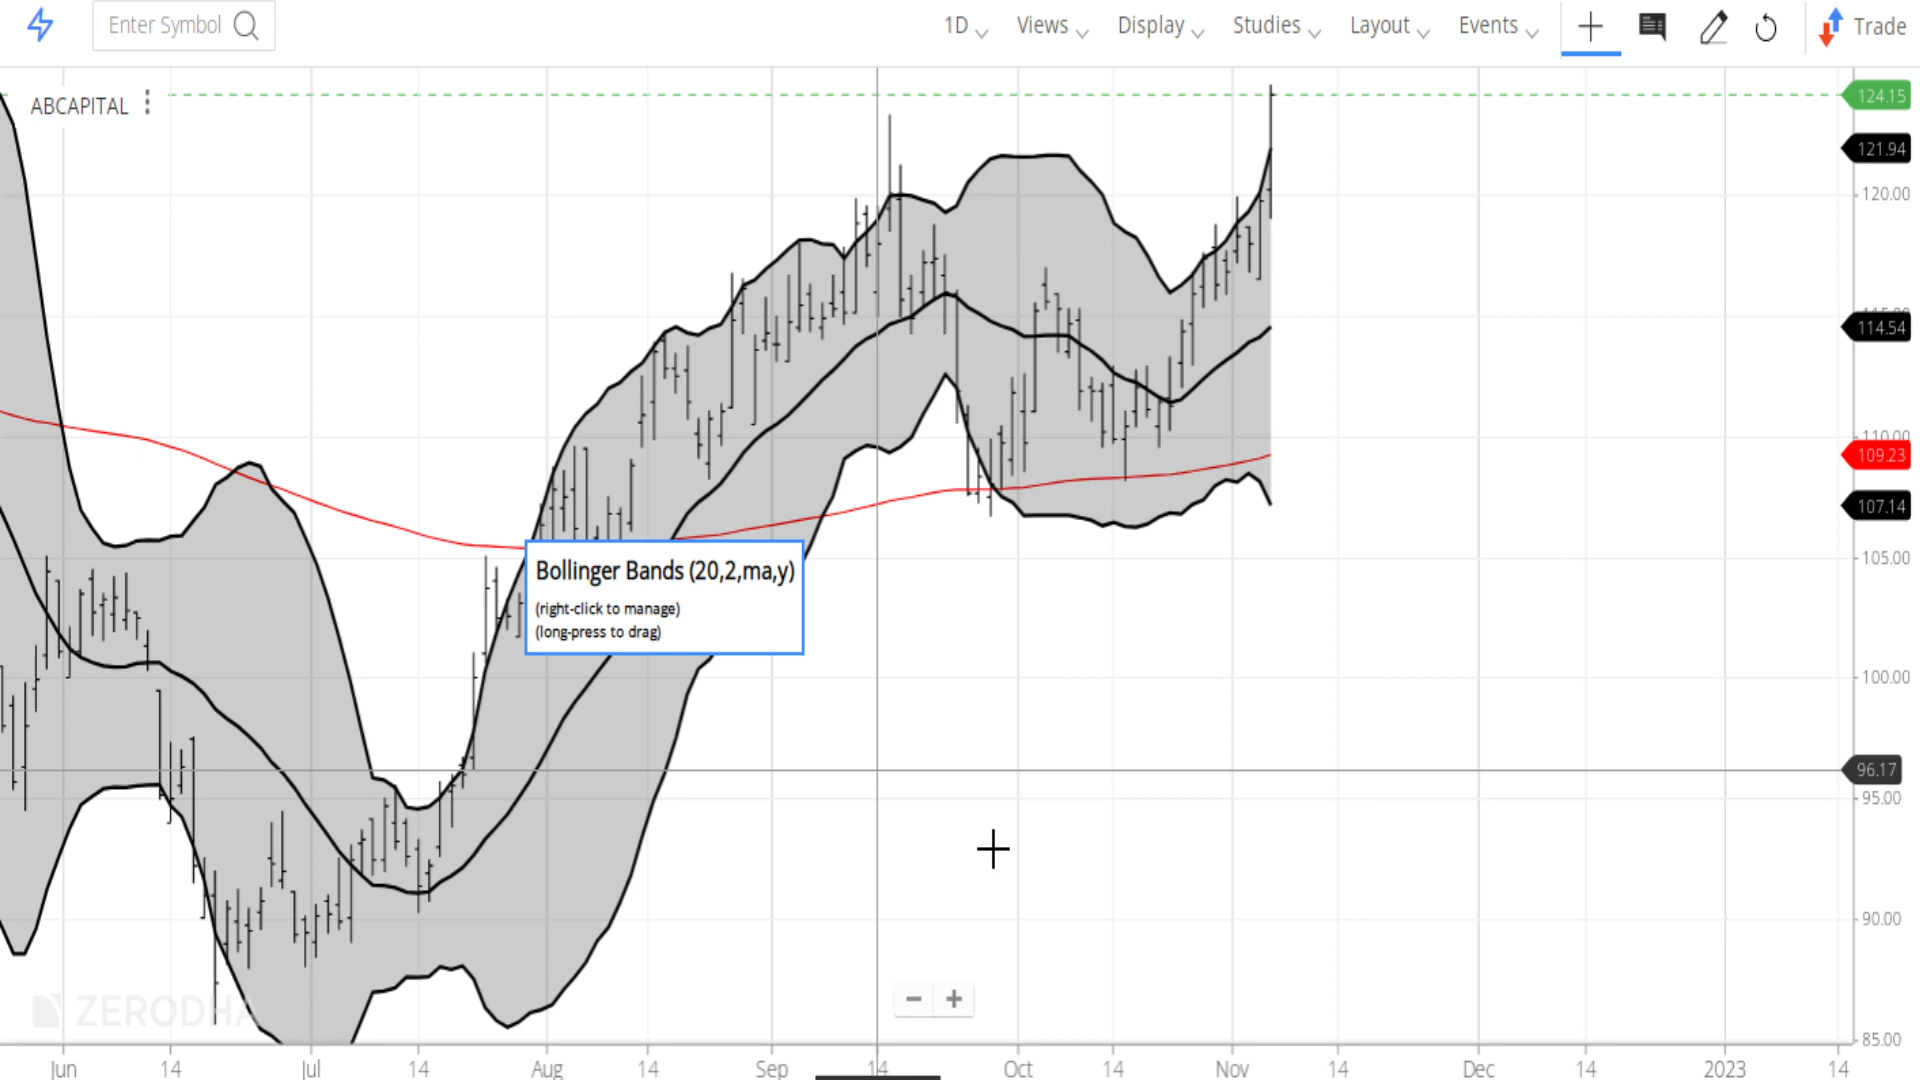 Enter Symbol
1D Views Display Studies Layout Events Trade
ABCAPITAL
124.15
121.94
120.00
114.54
110.00
109.23
107.14
105.00
Bollinger Bands (20,2,ma,y)
(right-click to manage)
(long-press to drag)
100.00
96.17
95.00
90.00
ZERODHA
85.00
Jun 14 Jul 14 Aug 14 Sep 14 Oct 14 Nov 14 Dec 14 2023 14